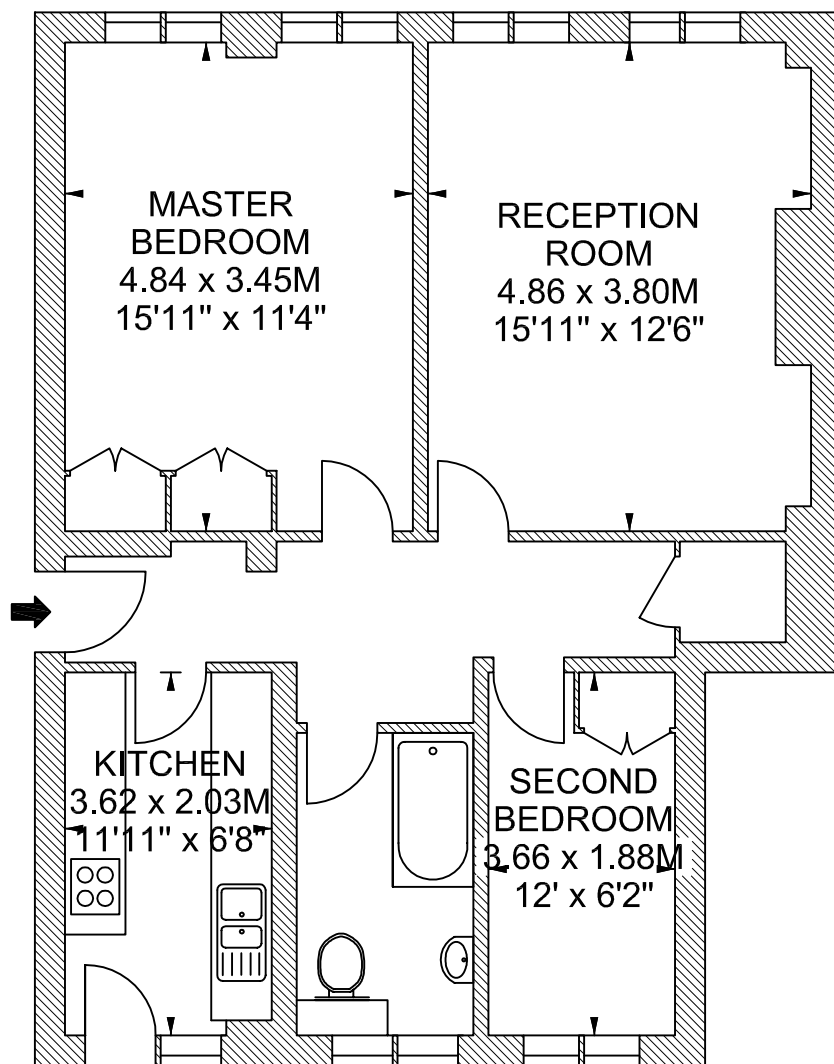 MASTER
BEDROOM
4.84 x 3.45M
15'11" x 11'4"
RECEPTION
ROOM
4.86 x 3.80M
15'11" x 12'6"
KITCHEN
3.62 x 2.03M
11'11" x 6'8"
SECOND
BEDROOM
3.66 x 1.88M
12' x 6'2"